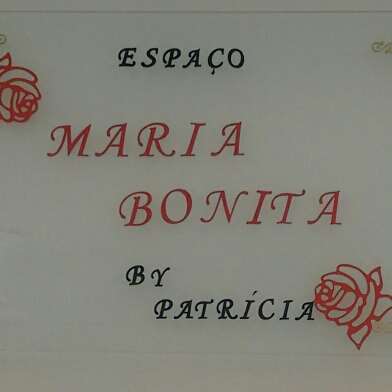 ESPAÇO
MARIA
BONITA
BY
PATRÍCIA